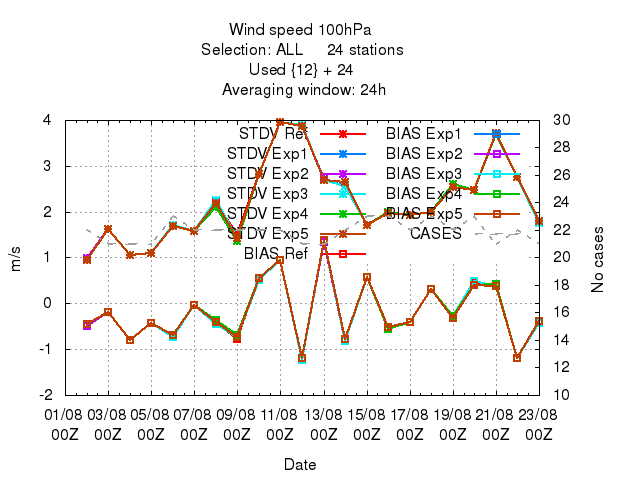 Wind speed 100hPa
Selection: ALL     24 stations
Used {12} + 24
Averaging window: 24h
4
3
2
1
0
-1
-2
m/s
30
28
26
24
22
20
18
16
14
12
10
No cases
STDV Ref
STDV Exp1
STDV Exp2
STDV Exp3
STDV Exp4
STDV Exp5
BIAS Ref
BIAS Exp1
BIAS Exp2
BIAS Exp3
BIAS Exp4
BIAS Exp5
CASES
01/08 03/08 05/08 07/08 09/08 11/08 13/08 15/08 17/08 19/08 21/08 23/08
00Z 00Z 00Z 00Z 00Z 00Z 00Z 00Z 00Z 00Z 00Z 00Z
Date